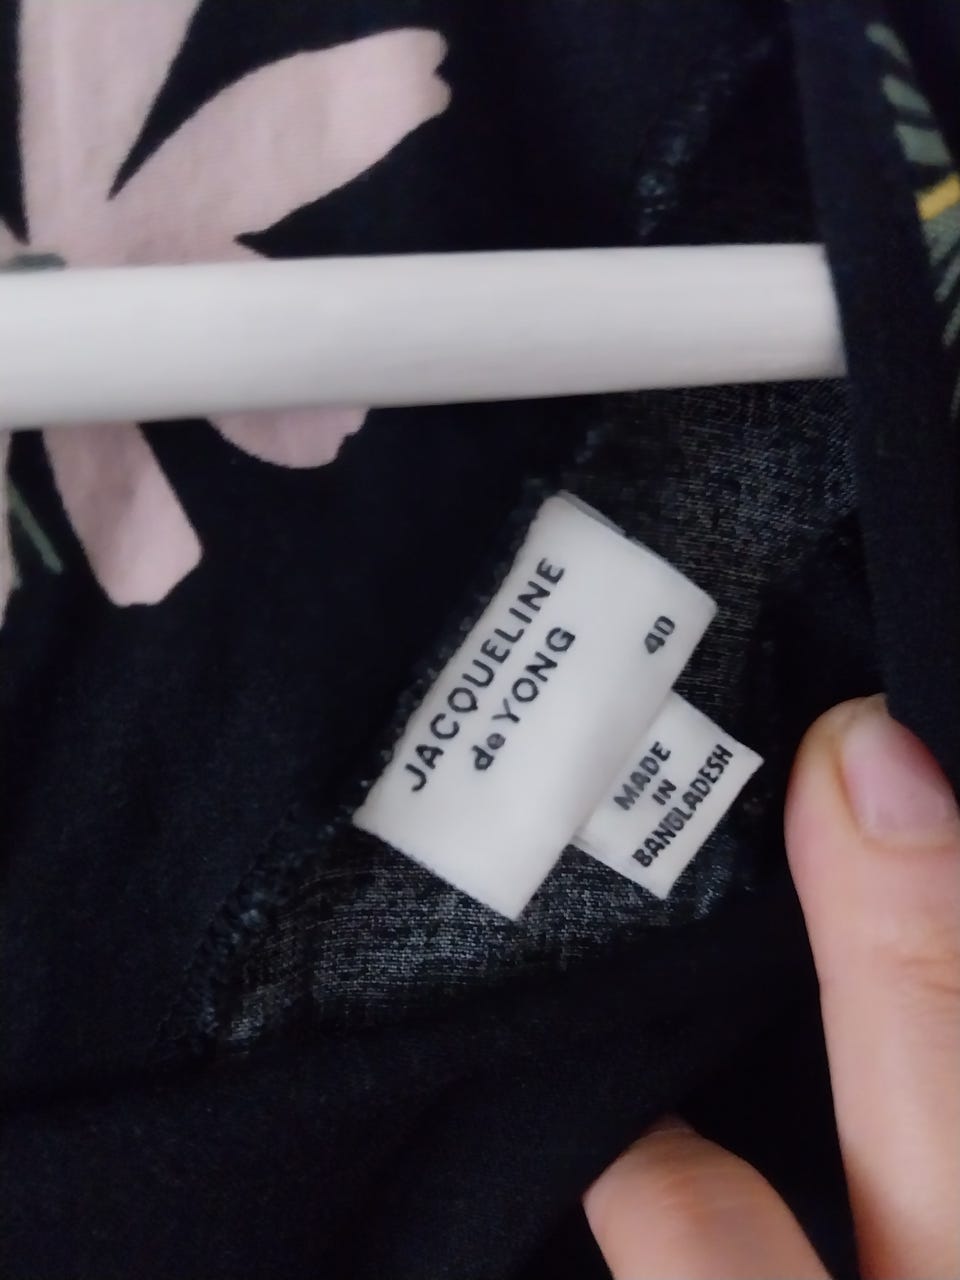 JACQUELINE
de YONG
40
MADE
IN
BANGLADESH